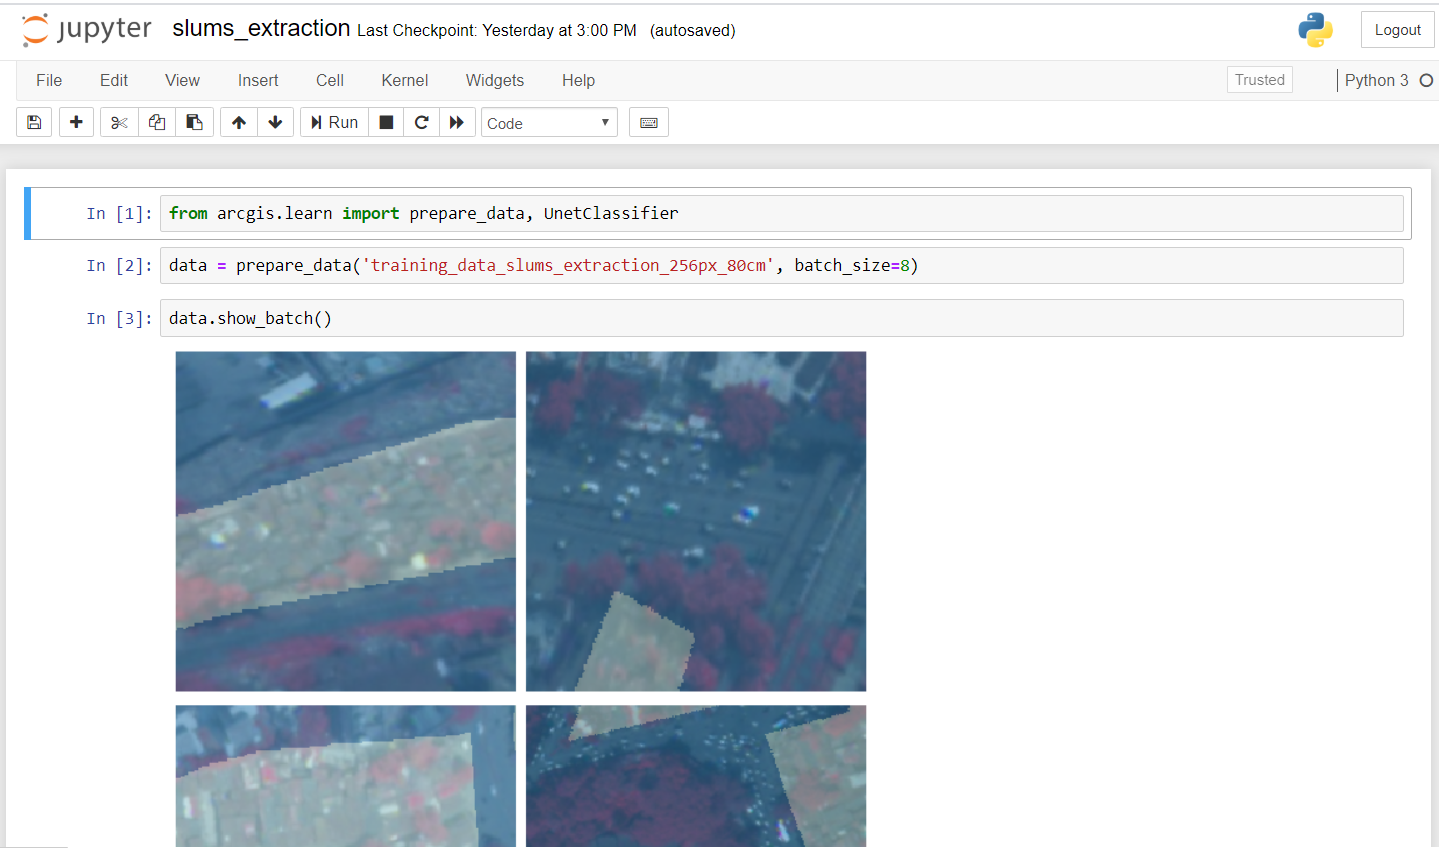 jupyter slums_extraction Last Checkpoint: Yesterday at 3:00 PM (autosaved) Logout
File Edit View Insert Cell Kernel Widgets Help Trusted Python 3
Run Code
In [1]: from arcgis.learn import prepare_data, UnetClassifier
In [2]: data = prepare_data('training_data_slums_extraction_256px_80cm', batch_size=8)
In [3]: data.show_batch()